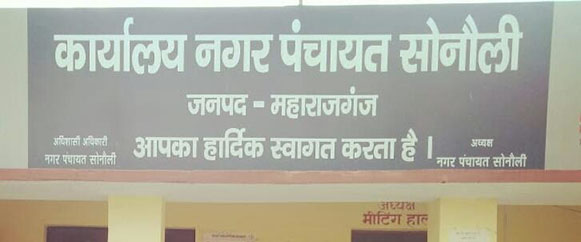 कार्यालय नगर पंचायत सोनौली
जनपद - महाराजगंज
आपका हार्दिक स्वागत करता है ।
अधिशासी अधिकारी
नगर पंचायत सोनौली
अध्यक्ष
नगर पंचायत सोनौली
अध्यक्ष
मीटिंग हाल